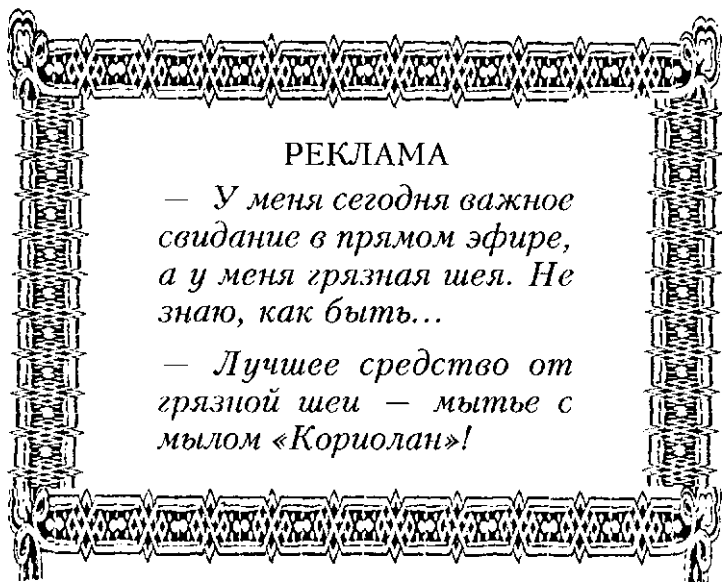 РЕКЛАМА
— У меня сегодня важное
свидание в прямом эфире,
а у меня грязная шея. Не
знаю, как быть...
— Лучшее средство от
грязной шеи — мытье с
мылом «Кориолан»!